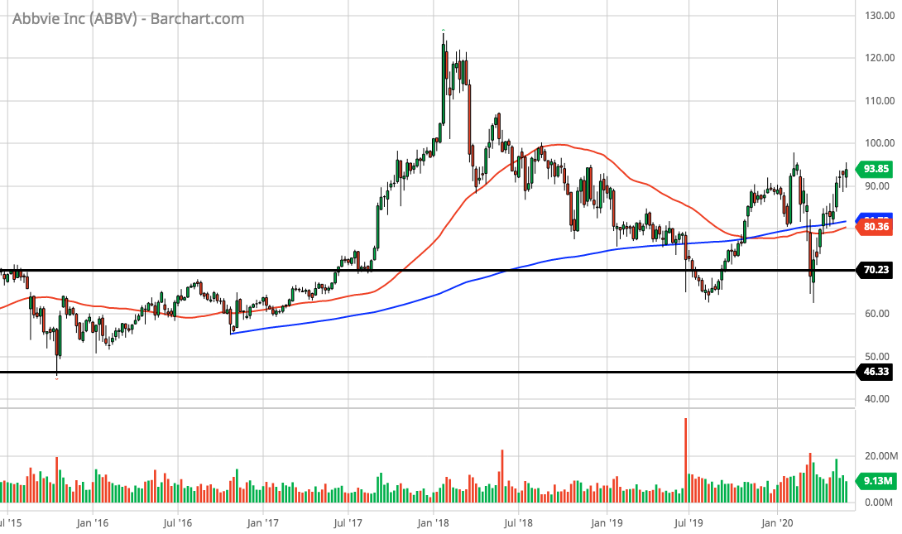 Abbvie Inc (ABBV) - Barchart.com
130.00
120.00
110.00
100.00
93.85
90.00
80.36
70.23
60.00
50.00
46.33
40.00
20.00M
9.13M
0.00M
Jul '15 Jan '16 Jul '16 Jan '17 Jul '17 Jan '18 Jul '18 Jan '19 Jul '19 Jan '20